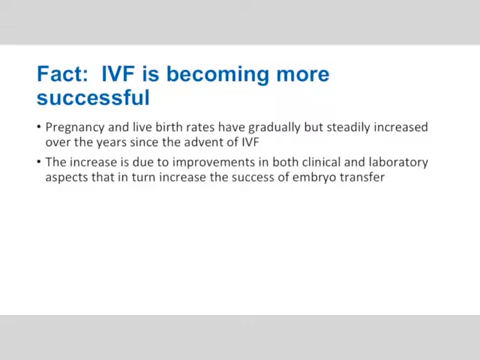 Fact:  IVF is becoming more
successful
• Pregnancy and live birth rates have gradually but steadily increased
over the years since the advent of IVF
• The increase is due to improvements in both clinical and laboratory
aspects that in turn increase the success of embryo transfer